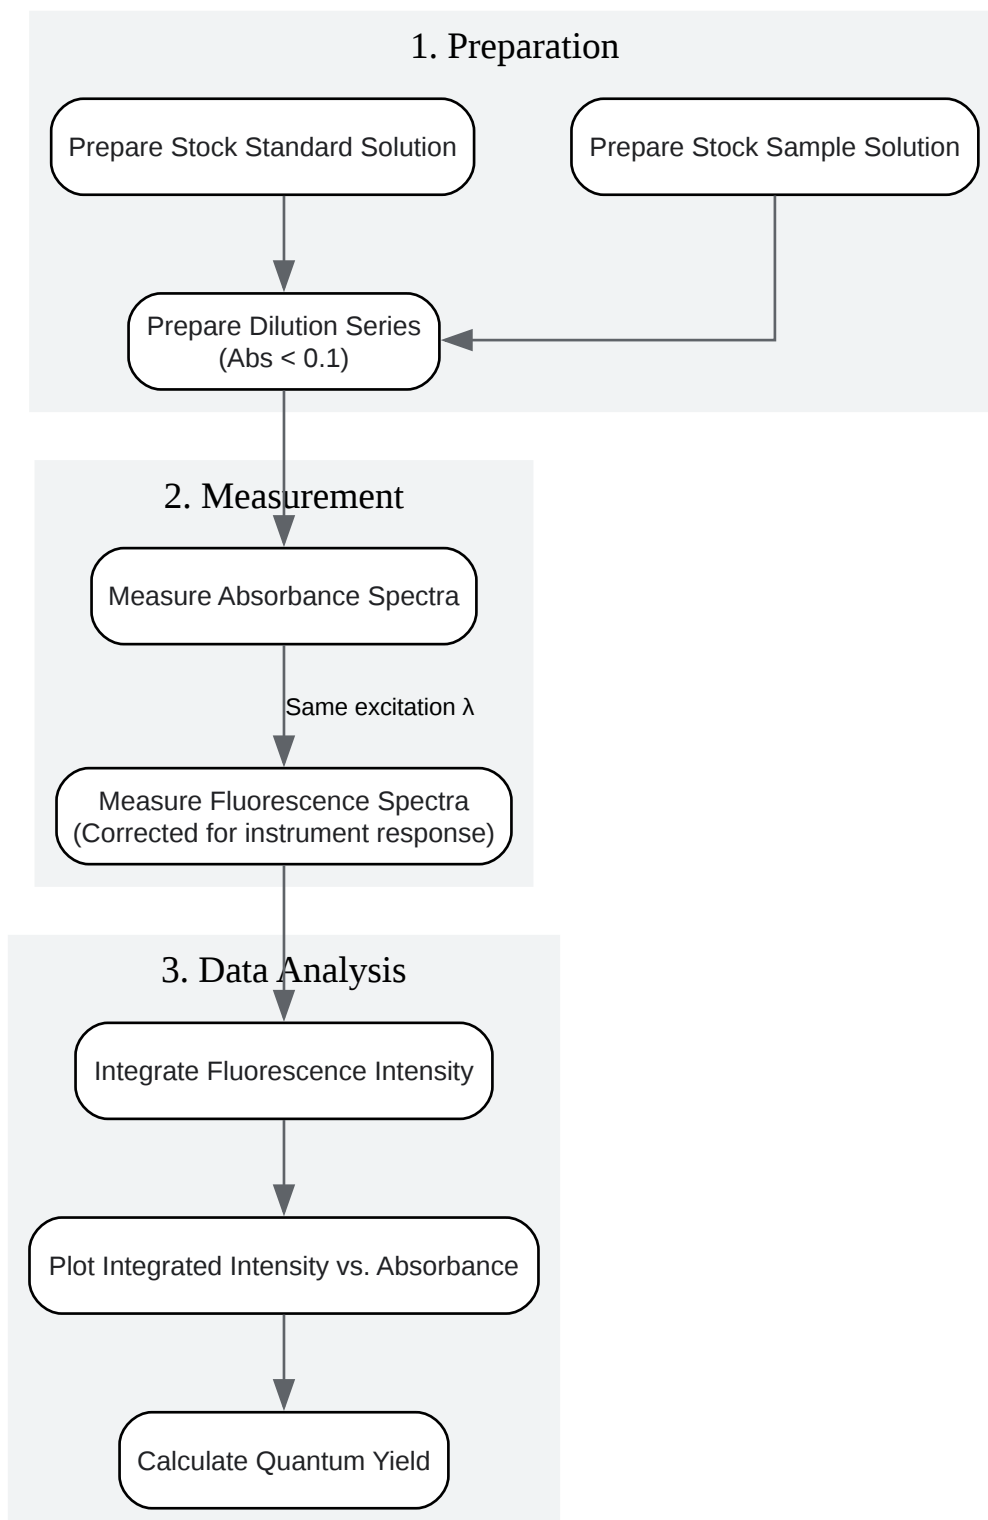 1. Preparation
Prepare Stock Standard Solution
Prepare Stock Sample Solution
Prepare Dilution Series
(Abs < 0.1)
2. Measurement
Measure Absorbance Spectra
Same excitation λ
Measure Fluorescence Spectra
(Corrected for instrument response)
3. Data Analysis
Integrate Fluorescence Intensity
Plot Integrated Intensity vs. Absorbance
Calculate Quantum Yield